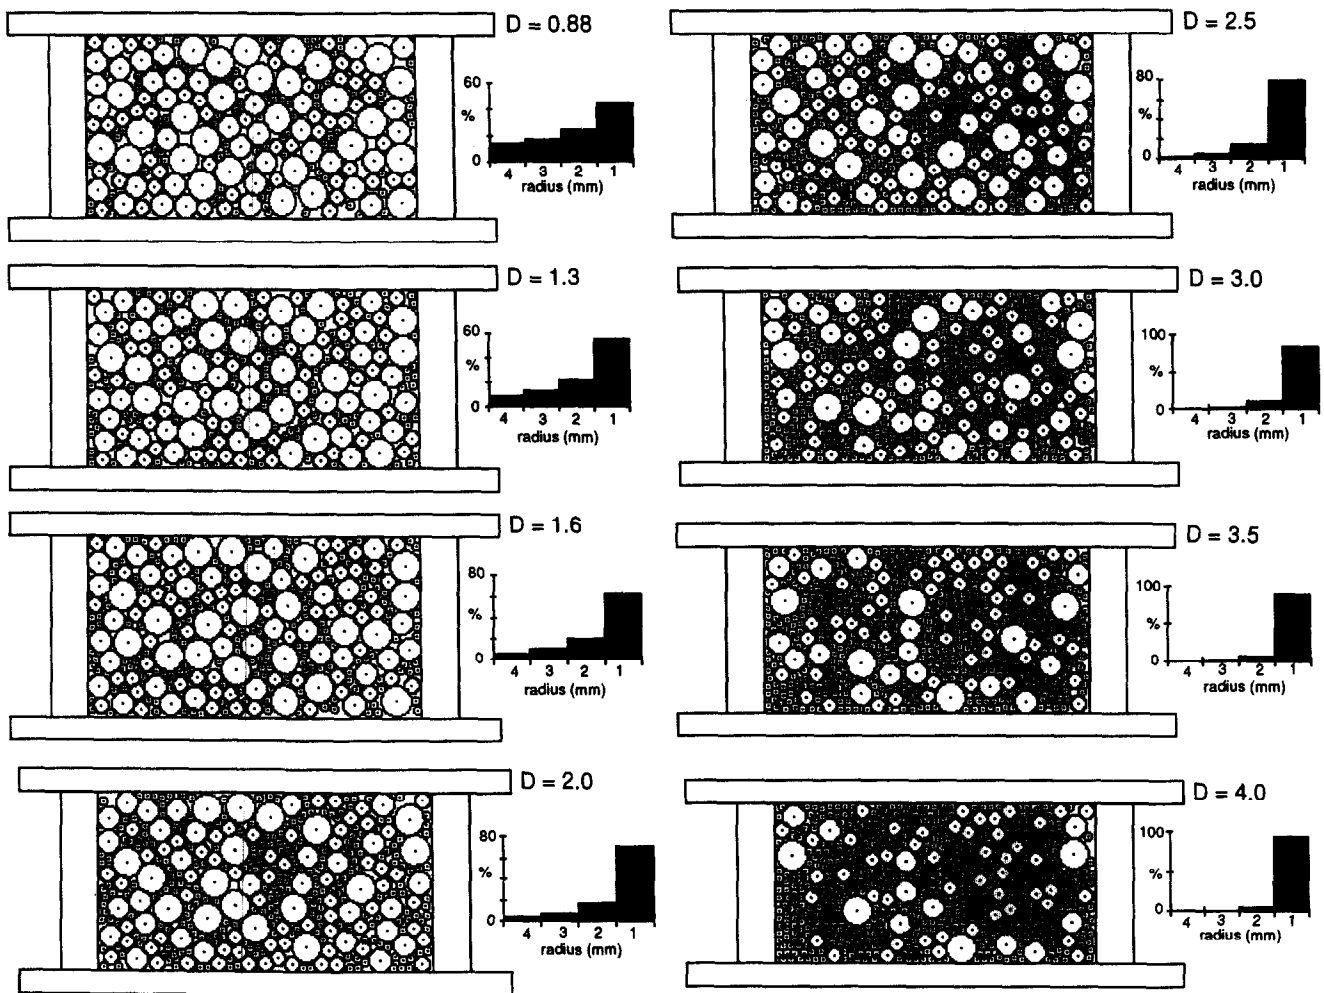 D = 0.88
60
%
0
4 3 2 1
radius (mm)
D = 1.3
60
%
0
4 3 2 1
radius (mm)
D = 1.6
80
%
0
4 3 2 1
radius (mm)
D = 2.0
80
%
0
4 3 2 1
radius (mm)
D = 2.5
80
%
0
4 3 2 1
radius (mm)
D = 3.0
100
%
0
4 3 2 1
radius (mm)
D = 3.5
100
%
0
4 3 2 1
radius (mm)
D = 4.0
100
%
0
4 3 2 1
radius (mm)